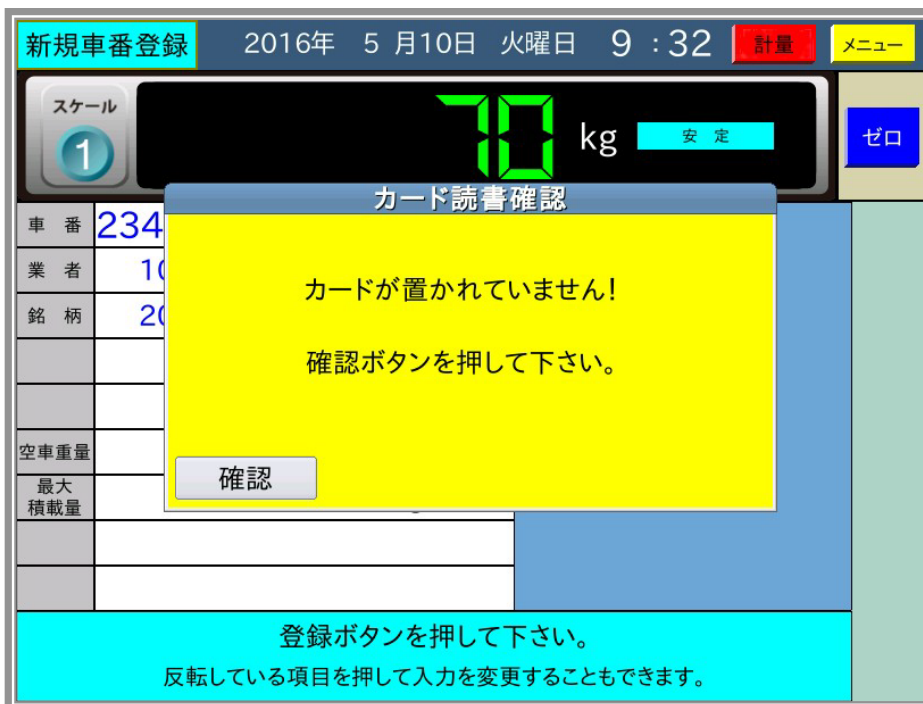 新規車番登録 2016年 5 月10日 火曜日 9 : 32 計量 メニュー
スケール
1
70 kg 安 定
ゼロ
カード読書確認
車 番 234
業 者 10
銘 柄 20
カードが置かれていません!
確認ボタンを押して下さい。
空車重量
確認
最大
積載量
登録ボタンを押して下さい。
反転している項目を押して入力を変更することもできます。